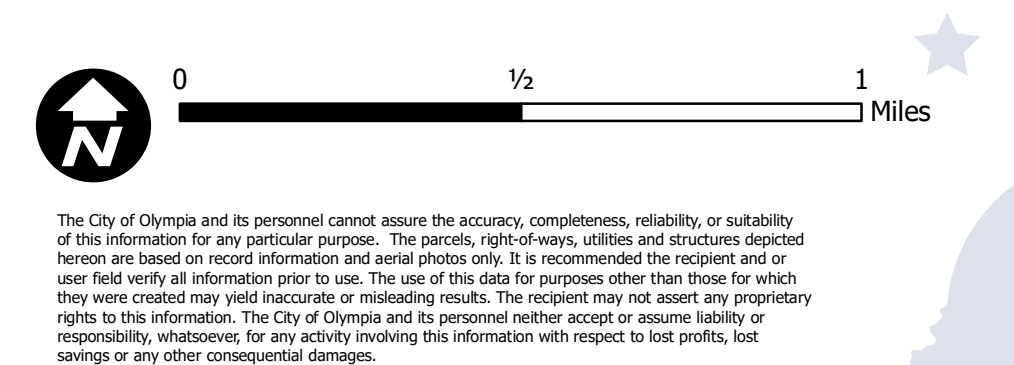 0 ½ 1
Miles
N
The City of Olympia and its personnel cannot assure the accuracy, completeness, reliability, or suitability
of this information for any particular purpose.  The parcels, right-of-ways, utilities and structures depicted
hereon are based on record information and aerial photos only. It is recommended the recipient and or
user field verify all information prior to use. The use of this data for purposes other than those for which
they were created may yield inaccurate or misleading results. The recipient may not assert any proprietary
rights to this information. The City of Olympia and its personnel neither accept or assume liability or
responsibility, whatsoever, for any activity involving this information with respect to lost profits, lost
savings or any other consequential damages.